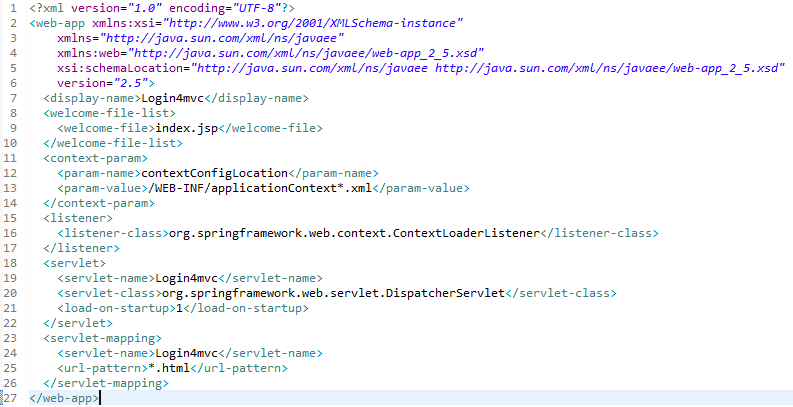 1 <?xml version="1.0" encoding="UTF-8"?>
2 <web-app xmlns:xsi="http://www.w3.org/2001/XMLSchema-instance"
3 xmlns="http://java.sun.com/xml/ns/javaee"
4 xmlns:web="http://java.sun.com/xml/ns/javaee/web-app_2_5.xsd"
5 xsi:schemaLocation="http://java.sun.com/xml/ns/javaee http://java.sun.com/xml/ns/javaee/web-app_2_5.xsd"
6 version="2.5">
7 <display-name>Login4mvc</display-name>
8 <welcome-file-list>
9 <welcome-file>index.jsp</welcome-file>
10 </welcome-file-list>
11 <context-param>
12 <param-name>contextConfigLocation</param-name>
13 <param-value>/WEB-INF/applicationContext*.xml</param-value>
14 </context-param>
15 <listener>
16 <listener-class>org.springframework.web.context.ContextLoaderListener</listener-class>
17 </listener>
18 <servlet>
19 <servlet-name>Login4mvc</servlet-name>
20 <servlet-class>org.springframework.web.servlet.DispatcherServlet</servlet-class>
21 <load-on-startup>1</load-on-startup>
22 </servlet>
23 <servlet-mapping>
24 <servlet-name>Login4mvc</servlet-name>
25 <url-pattern>*.html</url-pattern>
26 </servlet-mapping>
27 </web-app>